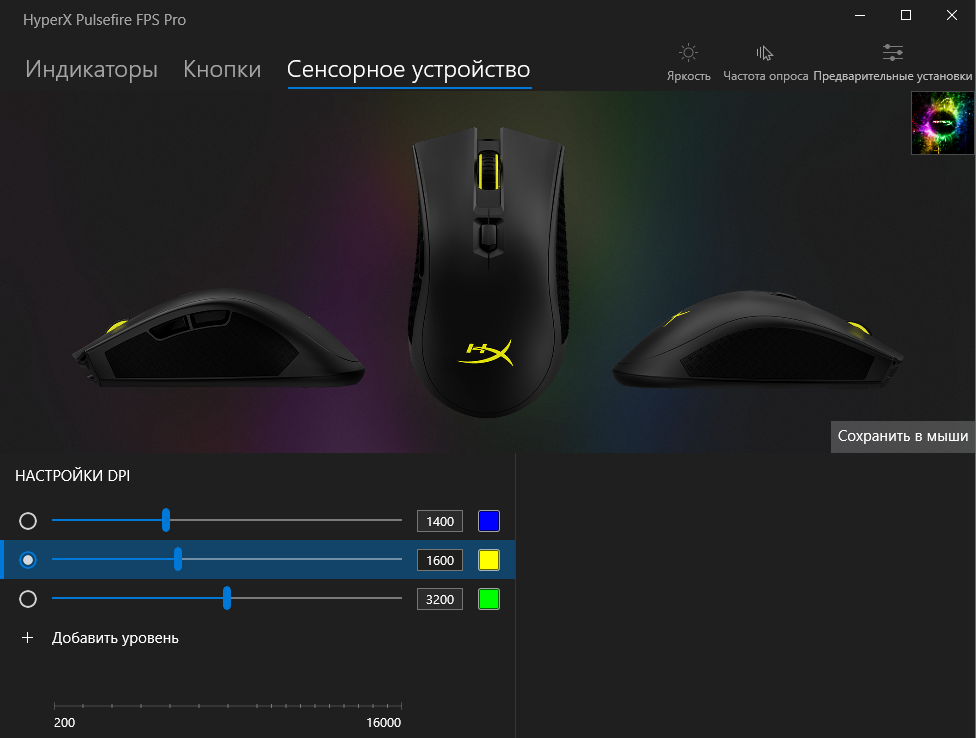 HyperX Pulsefire FPS Pro
Индикаторы Кнопки Сенсорное устройство
Яркость Частота опроса Предварительные установки
HX
Сохранить в мыши
НАСТРОЙКИ DPI
1400
1600
3200
+ Добавить уровень
200 16000